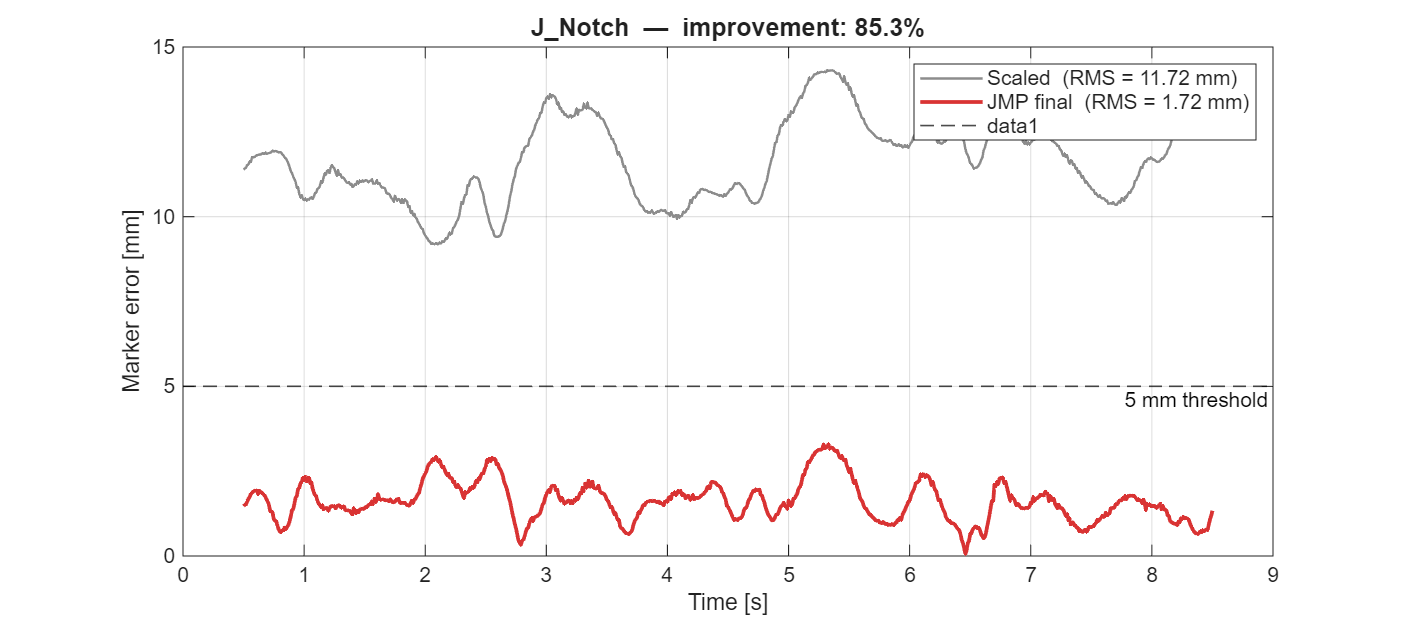 J_Notch — improvement: 85.3%
15
Scaled (RMS = 11.72 mm)
JMP final (RMS = 1.72 mm)
data1
10
Marker error [mm]
5
5 mm threshold
0
0 1 2 3 4 5 6 7 8 9
Time [s]